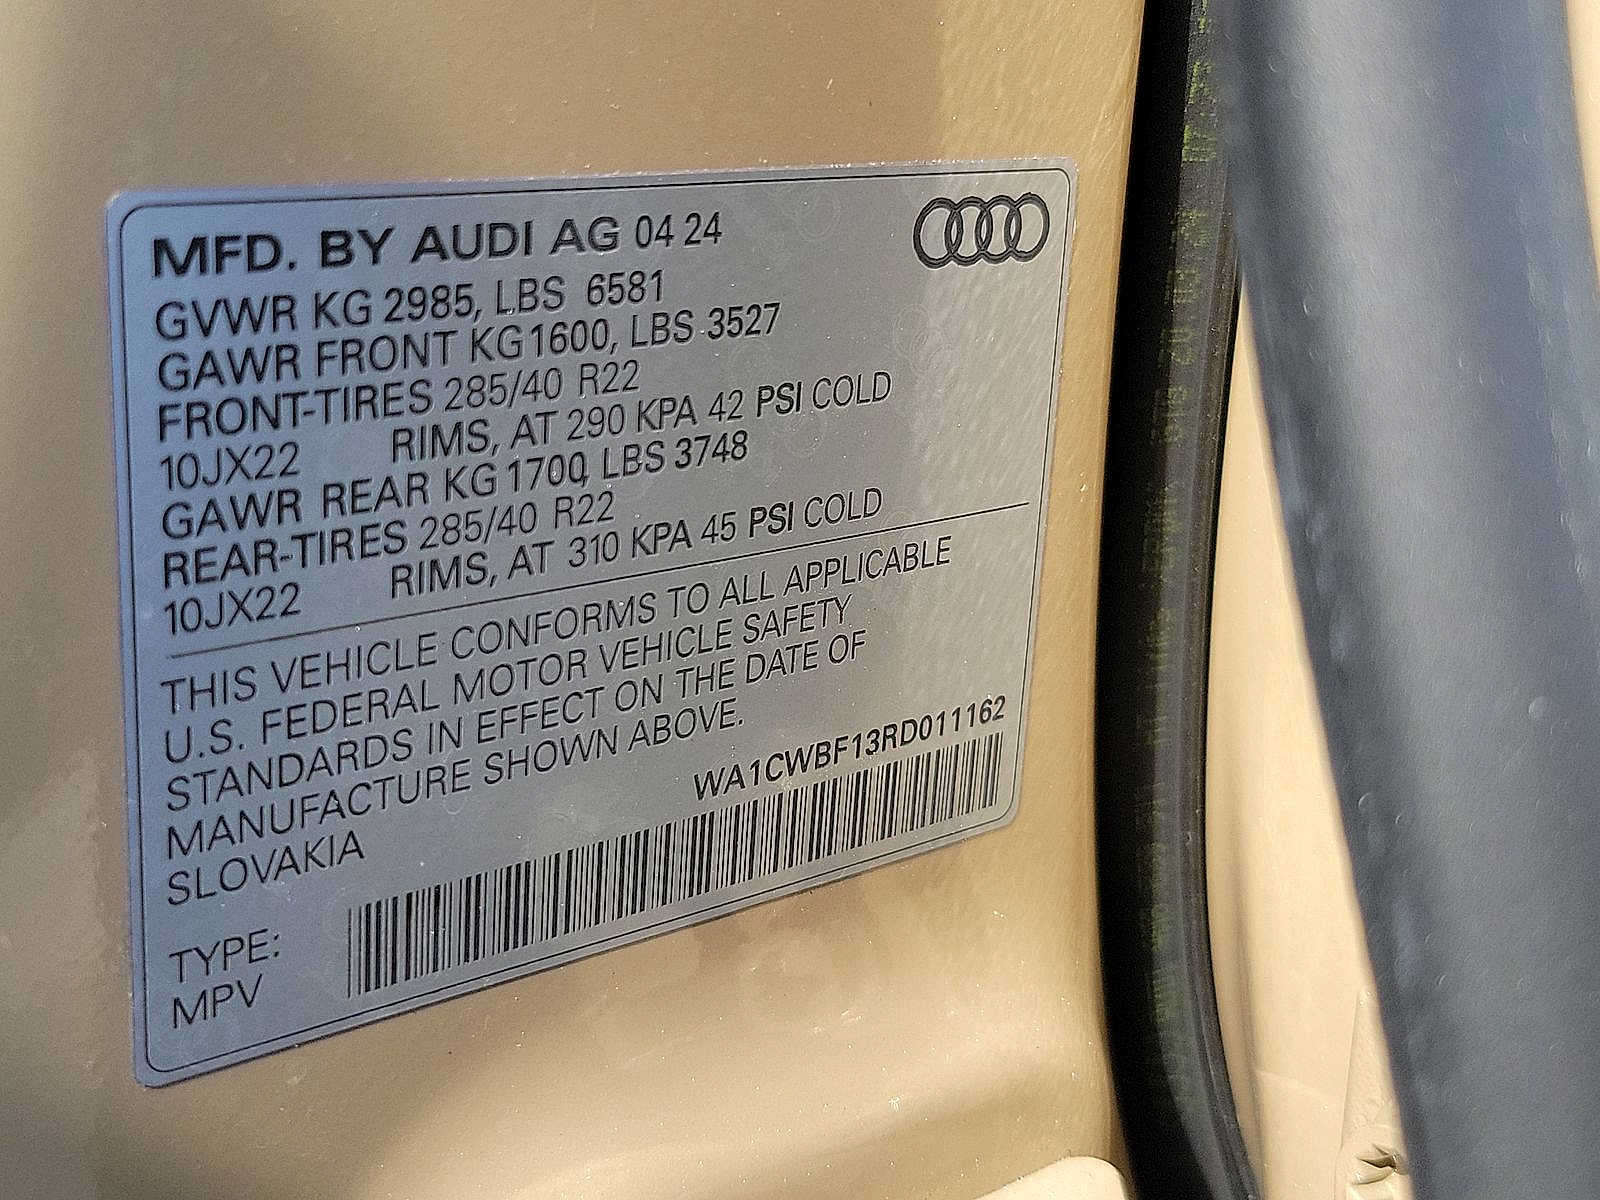 MFD. BY AUDI AG 04 24
GVWR KG 2985, LBS 6581
GAWR FRONT KG1600, LBS 3527
FRONT-TIRES 285/40 R22
10JX22 RIMS, AT 290 KPA 42 PSI COLD
GAWR REAR KG 1700, LBS 3748
REAR-TIRES 285/40 R22
10JX22 RIMS, AT 310 KPA 45 PSI COLD
THIS VEHICLE CONFORMS TO ALL APPLICABLE
U.S. FEDERAL MOTOR VEHICLE SAFETY
STANDARDS IN EFFECT ON THE DATE OF
MANUFACTURE SHOWN ABOVE.
SLOVAKIA
WA1CWBF13RD011162
TYPE:
MPV